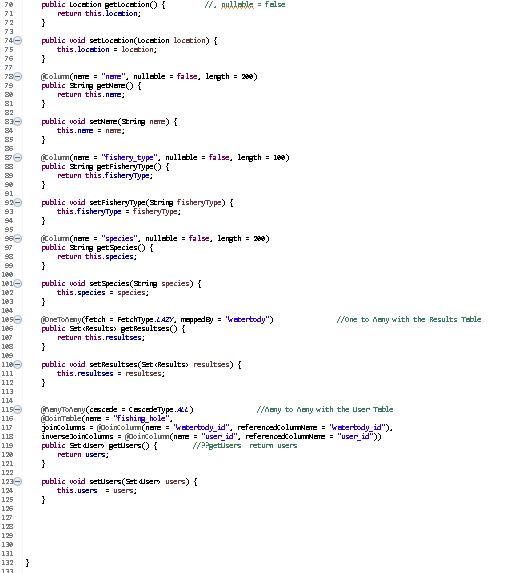 70 public Location getLocation() { //, nullable = false
71 return this.location;
72 }
73
74 public void setLocation(Location location) {
75 this.location = location;
76 }
77
78 @Column(name = "name", nullable = false, length = 200)
79 public String getName() {
80 return this.name;
81 }
82
83 public void setName(String name) {
84 this.name = name;
85 }
86
87 @Column(name = "fishery_type", nullable = false, length = 100)
88 public String getFisheryType() {
89 return this.fisheryType;
90 }
91
92 public void setFisheryType(String fisheryType) {
93 this.fisheryType = fisheryType;
94 }
95
96 @Column(name = "species", nullable = false, length = 200)
97 public String getSpecies() {
98 return this.species;
99 }
100
101 public void setSpecies(String species) {
102 this.species = species;
103 }
104
105 @OneToMany(fetch = FetchType.LAZY, mappedBy = "waterbody") //One to Many with the Results Table
106 public Set<Results> getResultses() {
107 return this.resultses;
108 }
109
110 public void setResultses(Set<Results> resultses) {
111 this.resultses = resultses;
112 }
113
114
115 @ManyToMany(cascade = CascadeType.ALL) //Many to Many with the User Table
116 @JoinTable(name = "fishing_hole",
117 joinColumns = @JoinColumn(name = "waterbody_id", referencedColumnName = "waterbody_id"),
118 inverseJoinColumns = @JoinColumn(name = "user_id", referencedColumnName = "user_id"))
119 public Set<User> getUsers() { //??getUsers return users
120 return users;
121 }
122
123 public void setUsers(Set<User> users) {
124 this.users = users;
125 }
126
127
128
129
130
131
132 }
133